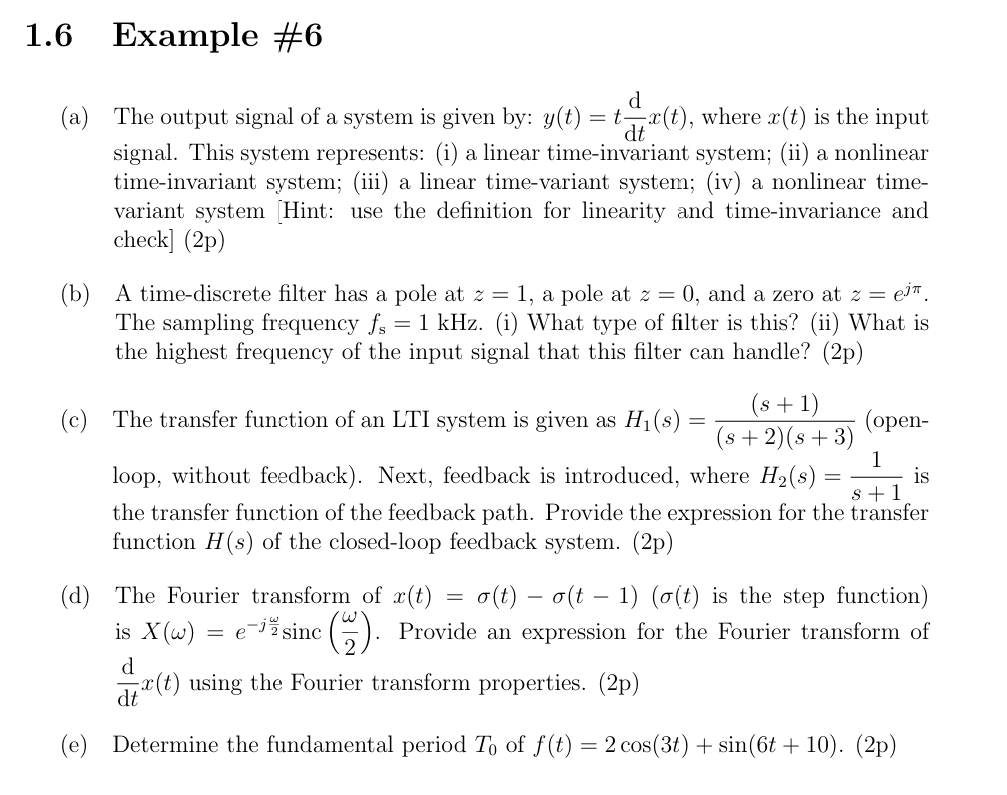 1.6 Example #6
(a) The output signal of a system is given by: $y(t) = t\frac{\mathrm{d}}{\mathrm{d}t}x(t)$, where $x(t)$ is the input
signal. This system represents: (i) a linear time-invariant system; (ii) a nonlinear
time-invariant system; (iii) a linear time-variant system; (iv) a nonlinear time-
variant system [Hint: use the definition for linearity and time-invariance and
check] (2p)
(b) A time-discrete filter has a pole at $z = 1$, a pole at $z = 0$, and a zero at $z = e^{j\pi}$.
The sampling frequency $f_{\mathrm{s}} = 1$ kHz. (i) What type of filter is this? (ii) What is
the highest frequency of the input signal that this filter can handle? (2p)
(c) The transfer function of an LTI system is given as $H_1(s) = \frac{(s+1)}{(s+2)(s+3)}$ (open-
loop, without feedback). Next, feedback is introduced, where $H_2(s) = \frac{1}{s+1}$ is
the transfer function of the feedback path. Provide the expression for the transfer
function $H(s)$ of the closed-loop feedback system. (2p)
(d) The Fourier transform of $x(t) = \sigma(t) - \sigma(t-1)$ ($\sigma(t)$ is the step function)
is $X(\omega) = e^{-j\frac{\omega}{2}}\mathrm{sinc}\left(\frac{\omega}{2}\right)$. Provide an expression for the Fourier transform of
$\frac{\mathrm{d}}{\mathrm{d}t}x(t)$ using the Fourier transform properties. (2p)
(e) Determine the fundamental period $T_0$ of $f(t) = 2\cos(3t) + \sin(6t + 10)$. (2p)